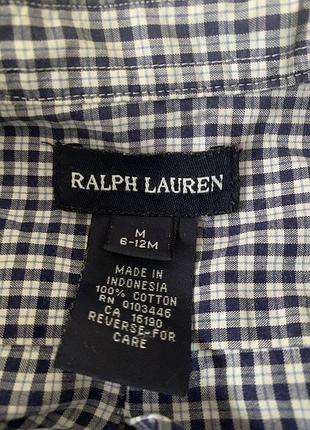 RALPH LAUREN
M
6-12M
MADE IN
INDONESIA
100% COTTON
RN 0103446
CA 16190
REVERSE-FOR
CARE